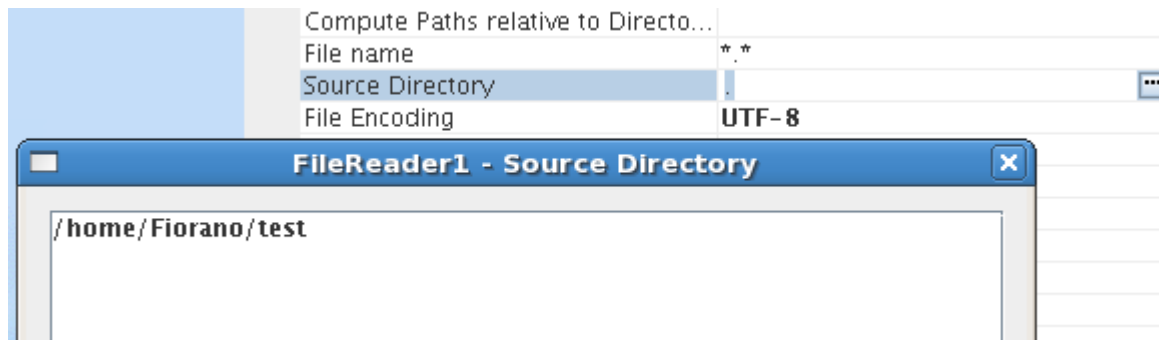 Compute Paths relative to Directo...
File name *.*
Source Directory . ...
File Encoding UTF-8
FileReader1 - Source Directory
/home/Fiorano/test